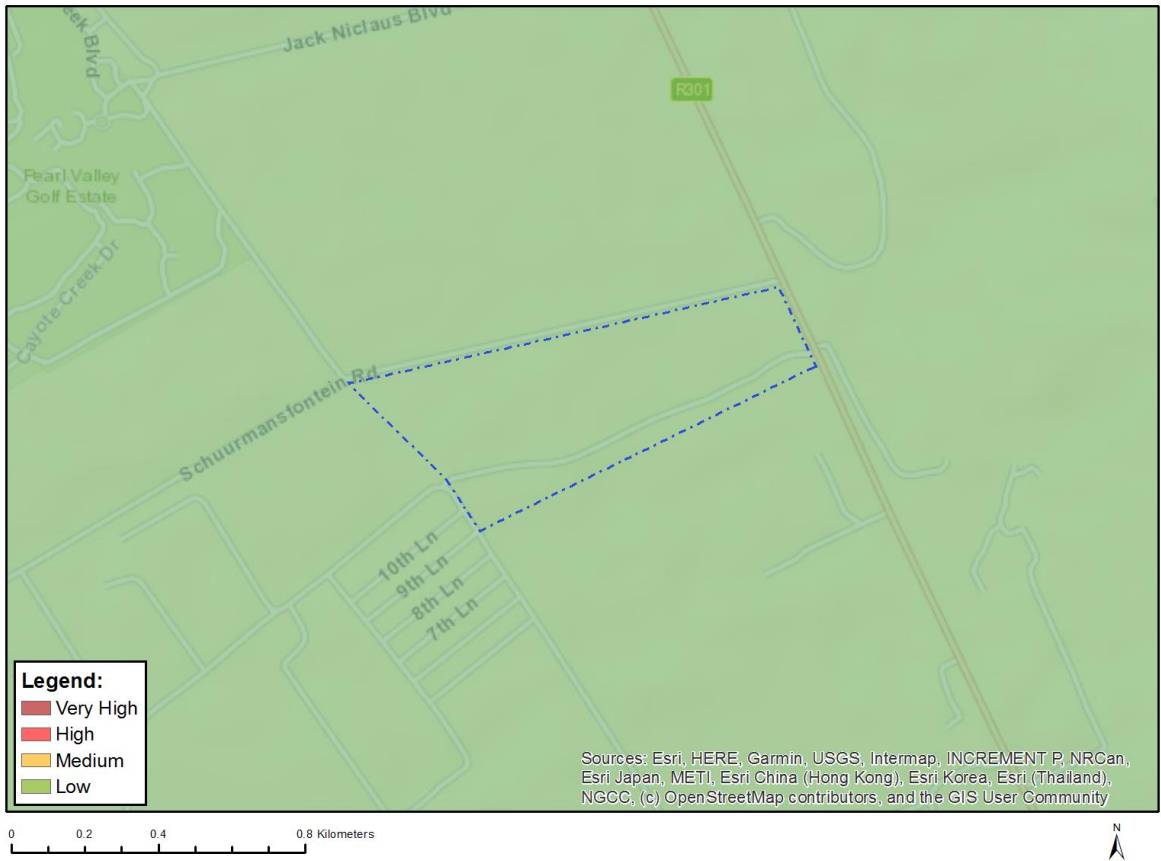 eek Blvd
Jack Niclaus Blvd
R301
Pearl Valley
Golf Estate
Cayote Creek Dr
Schuurmansfontein Rd
10th Ln
9th Ln
8th Ln
7th Ln
Legend:
Very High
High
Medium
Low
Sources: Esri, HERE, Garmin, USGS, Intermap, INCREMENT P, NRCan,
Esri Japan, METI, Esri China (Hong Kong), Esri Korea, Esri (Thailand),
NGCC, (c) OpenStreetMap contributors, and the GIS User Community
0 0.2 0.4 0.8 Kilometers
N